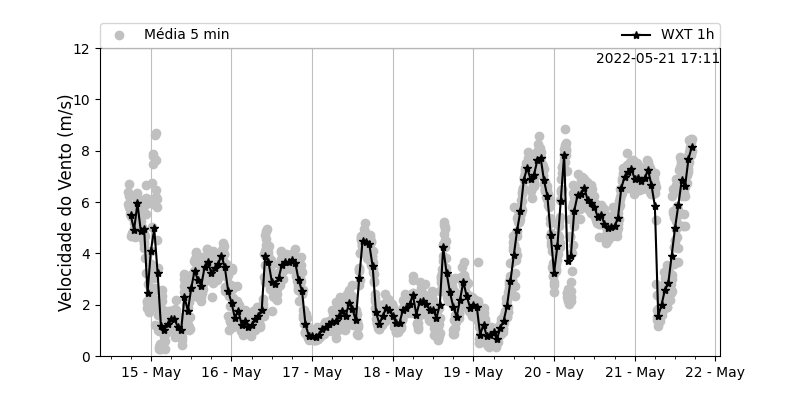 Média 5 min
WXT 1h
2022-05-21 17:11
Velocidade do Vento (m/s)
12
10
8
6
4
2
0
15 - May
16 - May
17 - May
18 - May
19 - May
20 - May
21 - May
22 - May